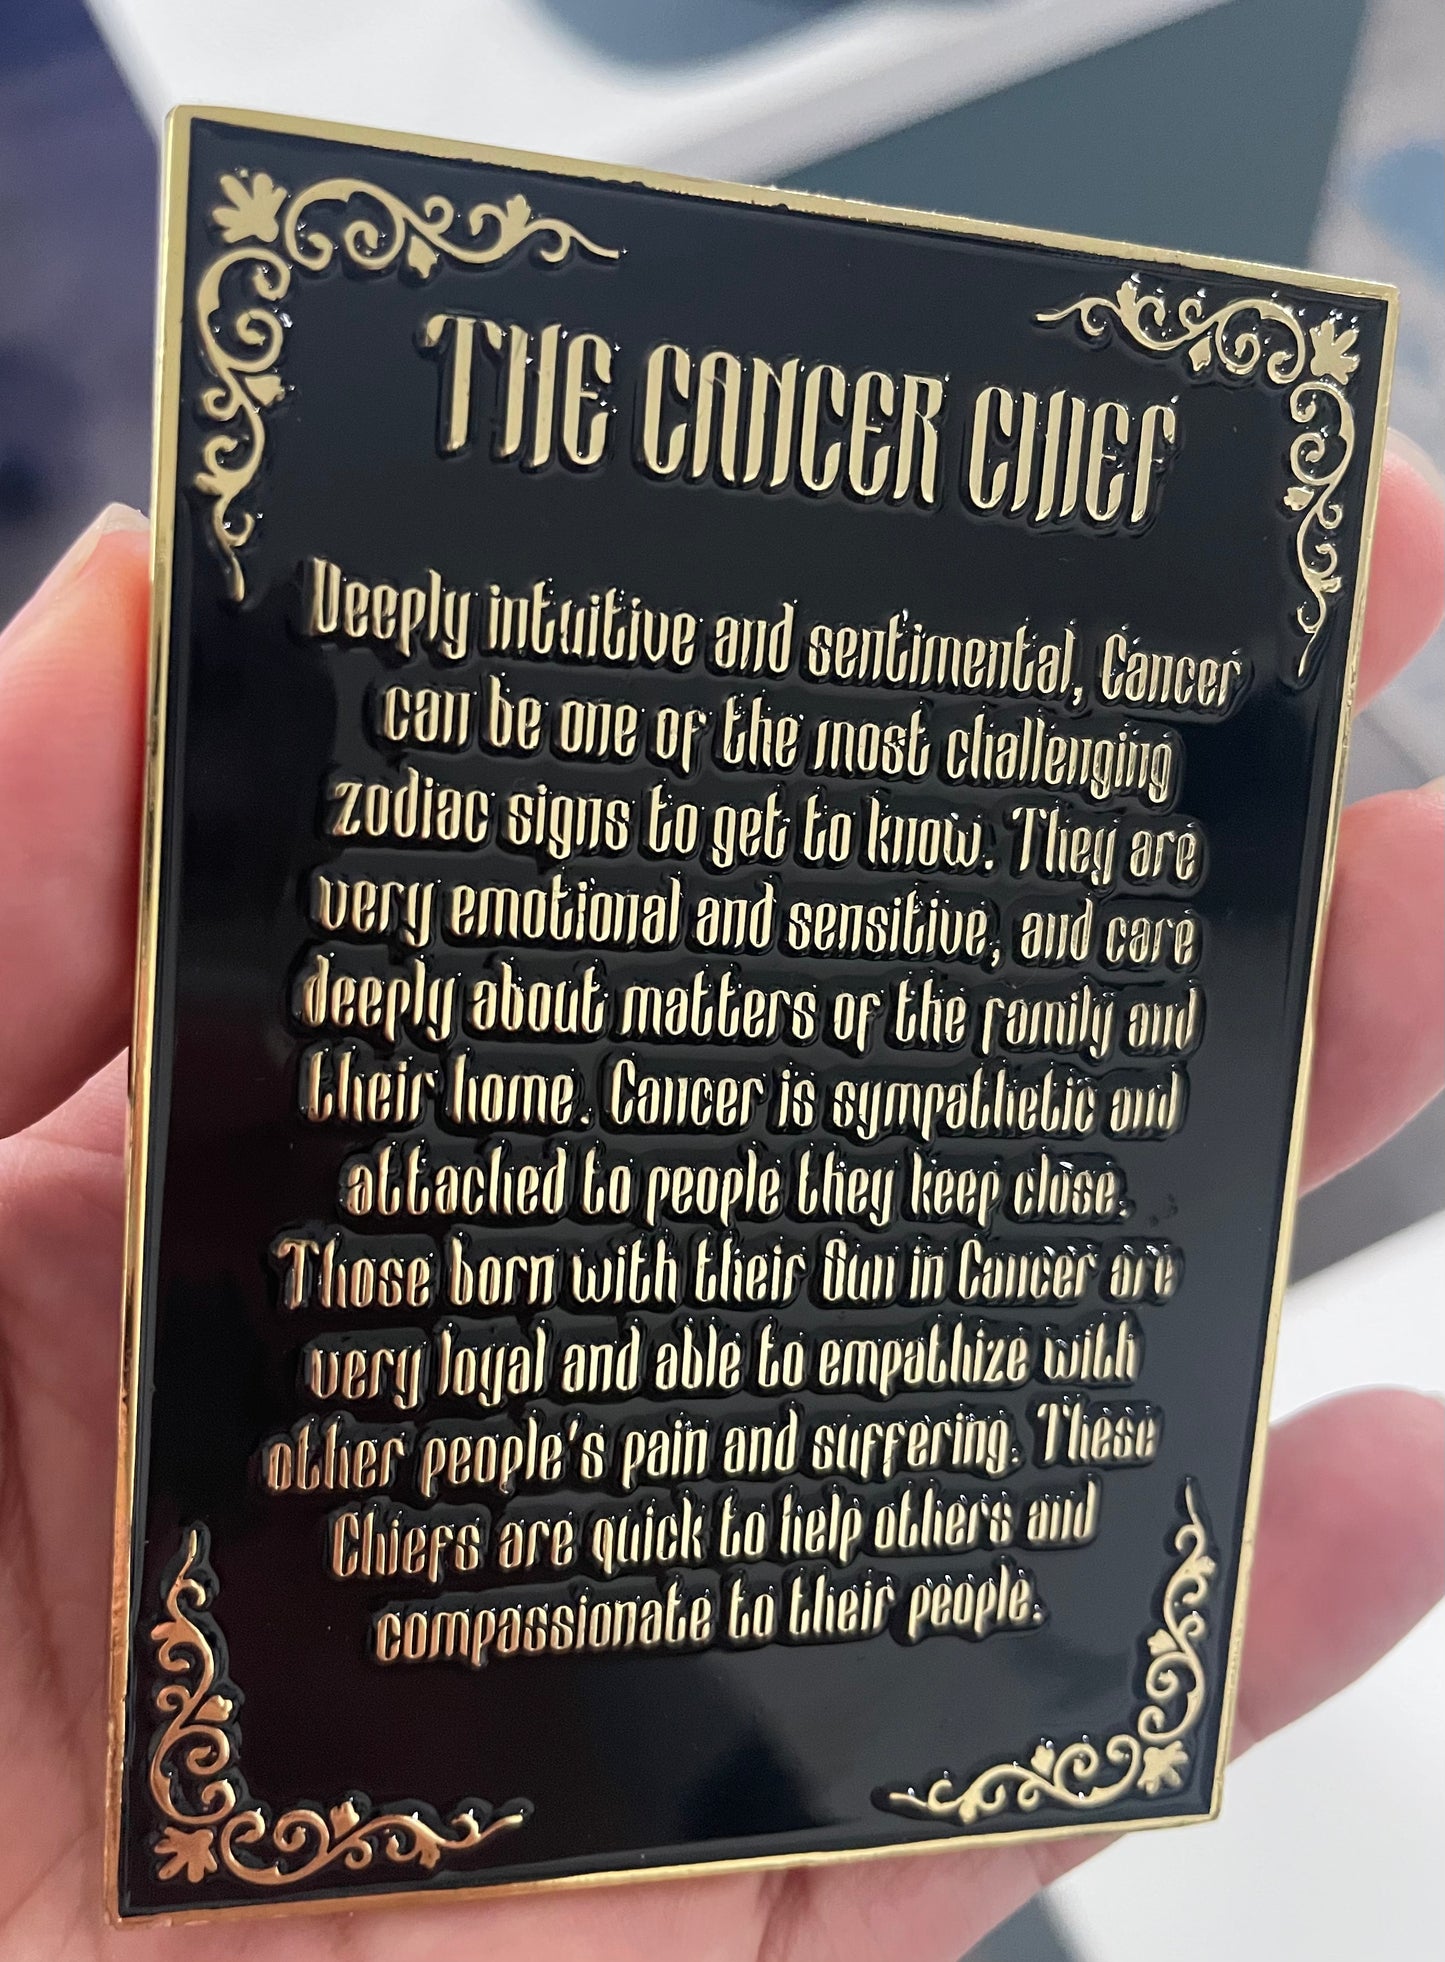 THE CANCER CHIEF
Deeply intuitive and sentimental, Cancer
can be one of the most challenging
zodiac signs to get to know. They are
very emotional and sensitive, and care
deeply about matters of the family and
their home. Cancer is sympathetic and
attached to people they keep close.
Those born with their Sun in Cancer are
very loyal and able to empathize with
other people's pain and suffering. These
Chiefs are quick to help others and
compassionate to their people.